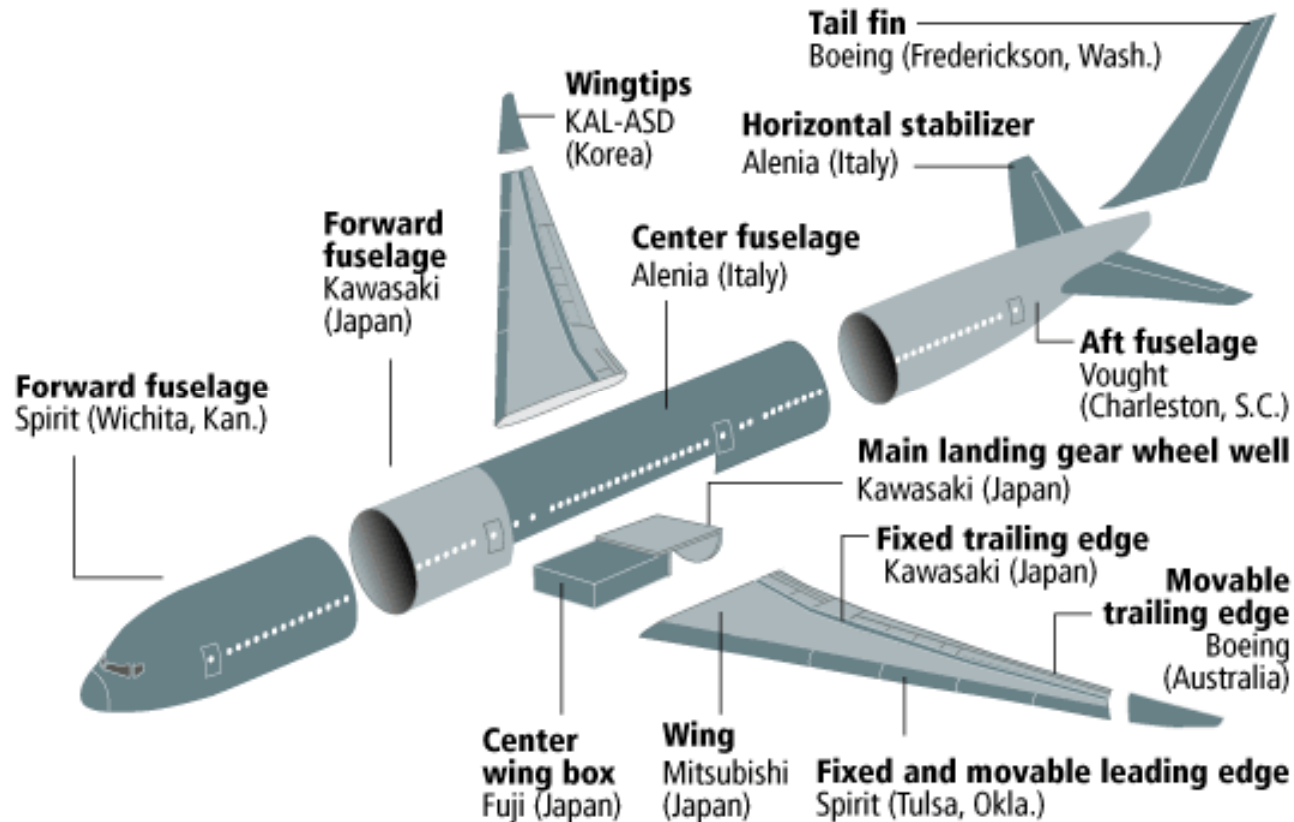 Tail fin
Boeing (Frederickson, Wash.)
Wingtips
KAL-ASD
(Korea)
Horizontal stabilizer
Alenia (Italy)
Forward
fuselage
Kawasaki
(Japan)
Center fuselage
Alenia (Italy)
Aft fuselage
Vought
(Charleston, S.C.)
Forward fuselage
Spirit (Wichita, Kan.)
Main landing gear wheel well
Kawasaki (Japan)
Fixed trailing edge
Kawasaki (Japan)
Movable
trailing edge
Boeing
(Australia)
Center
wing box
Fuji (Japan)
Wing
Mitsubishi
(Japan)
Fixed and movable leading edge
Spirit (Tulsa, Okla.)